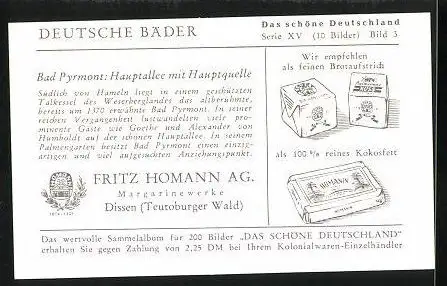 DEUTSCHE BÄDER
Das schöne Deutschland
Serie XV (10 Bilder) Bild 3
Bad Pyrmont: Hauptallee mit Hauptquelle
Südlich von Hameln liegt in einem geschützten
Talkessel des Weserberglandes das altberühmte,
bereits um 1370 erwähnte Bad Pyrmont. In seiner
reichen Vergangenheit lustwandelten viele pro-
minente Gäste wie Goethe und Alexander von
Humboldt auf der schönen Hauptallee. In seinem
Palmengarten besitzt Bad Pyrmont einen einzig-
artigen und viel aufgesuchten Anziehungspunkt.
FRITZ HOMANN AG.
Margarinewerke
Dissen (Teutoburger Wald)
Wir empfehlen
als feinen Brotaufstrich
als 100% reines Kokosfett
HOMANN
Das wertvolle Sammelalbum für 200 Bilder „DAS SCHÖNE DEUTSCHLAND"
erhalten Sie gegen Zahlung von 2,25 DM bei Ihrem Kolonialwaren-Einzelhändler